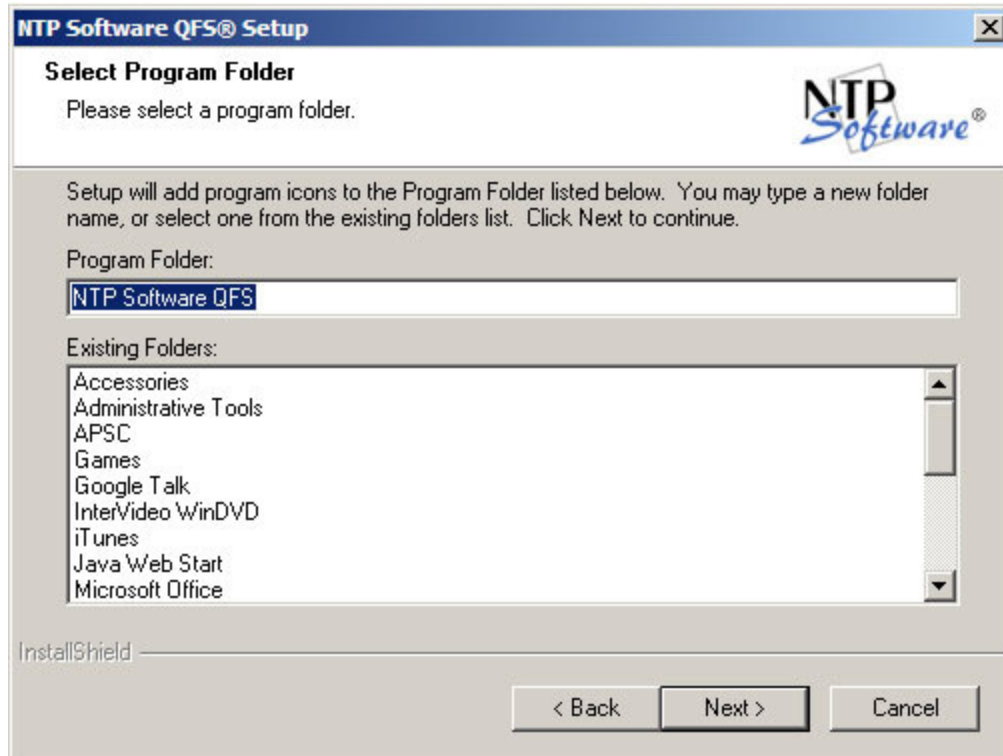 NTP Software QFS® Setup
Select Program Folder
Please select a program folder.
NTP
Software®
Setup will add program icons to the Program Folder listed below. You may type a new folder
name, or select one from the existing folders list. Click Next to continue.
Program Folder:
NTP Software QFS
Existing Folders:
Accessories
Administrative Tools
APSC
Games
Google Talk
InterVideo WinDVD
iTunes
Java Web Start
Microsoft Office
InstallShield
< Back Next > Cancel